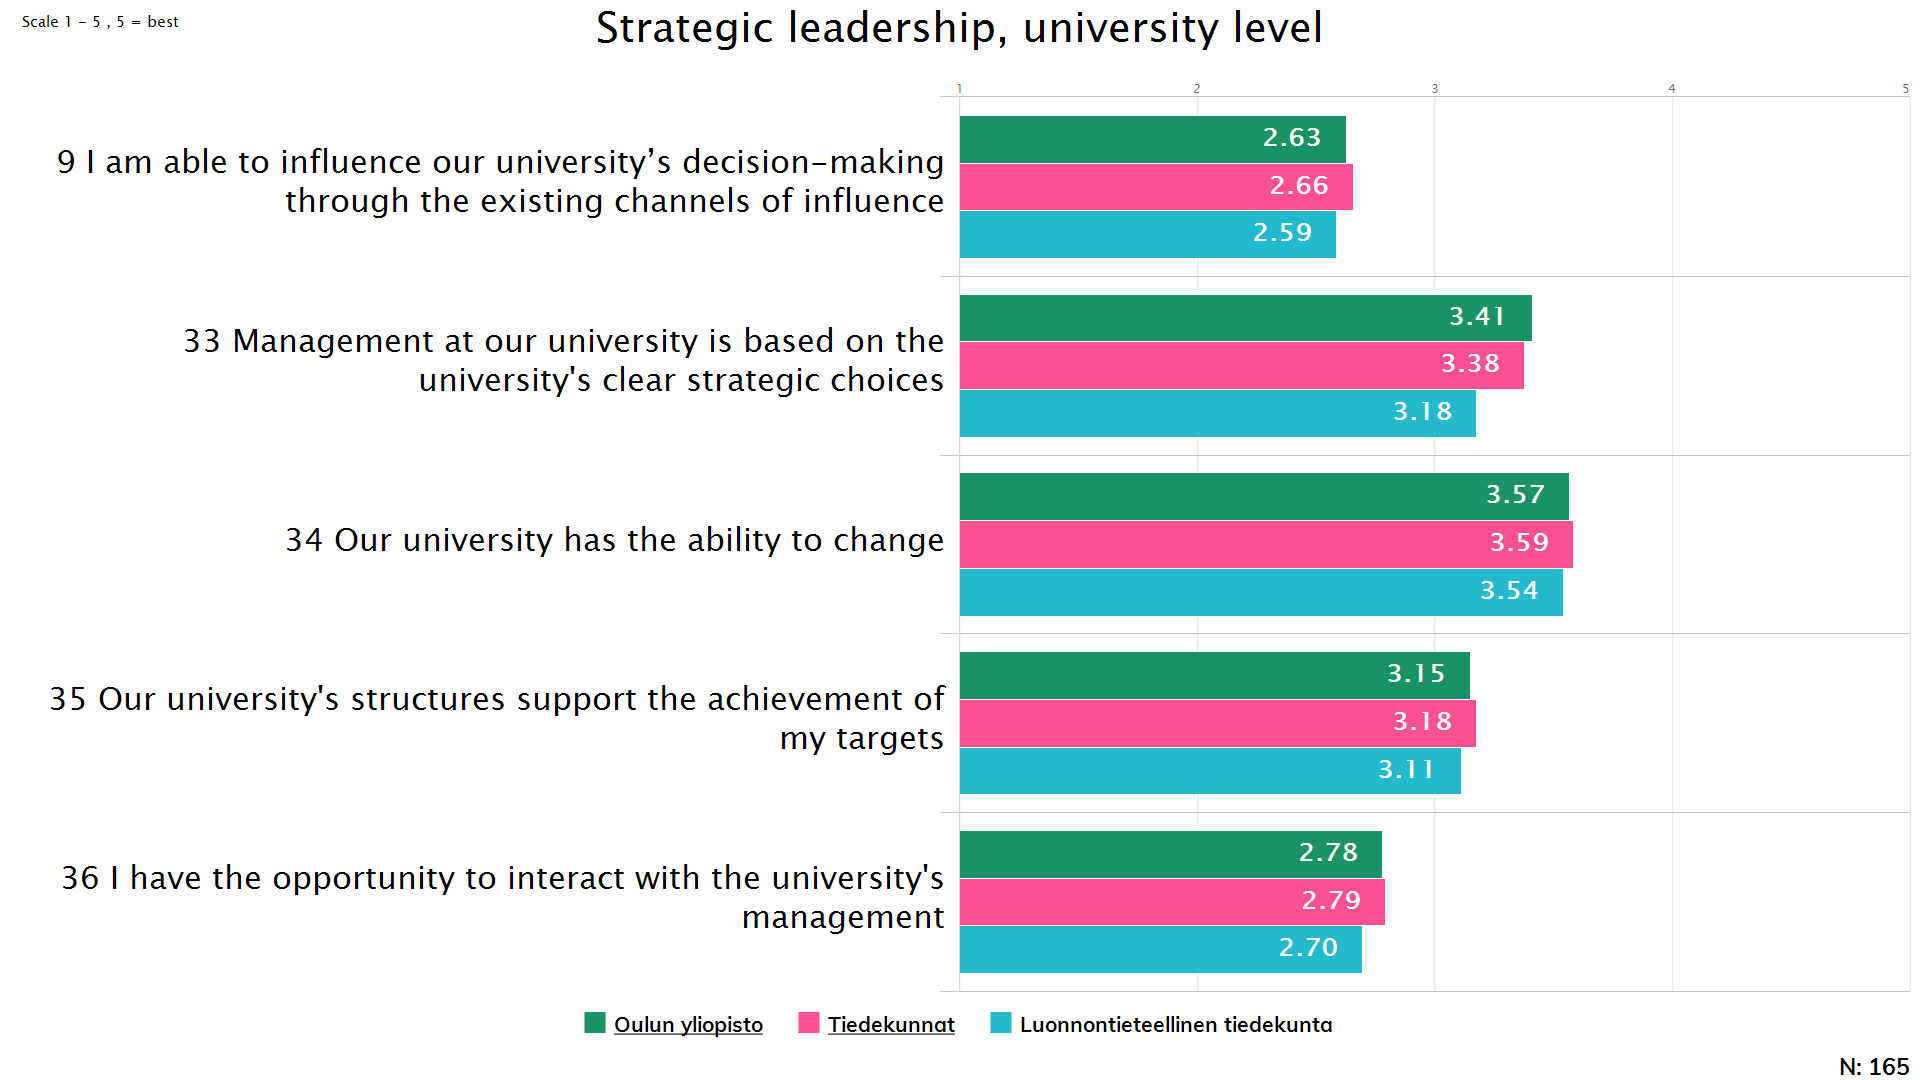 Scale 1 - 5 , 5 = best
Strategic leadership, university level
1 2 3 4 5
9 I am able to influence our university’s decision-making
through the existing channels of influence
2.63
2.66
2.59
33 Management at our university is based on the
university's clear strategic choices
3.41
3.38
3.18
34 Our university has the ability to change
3.57
3.59
3.54
35 Our university's structures support the achievement of
my targets
3.15
3.18
3.11
36 I have the opportunity to interact with the university's
management
2.78
2.79
2.70
Oulun yliopisto Tiedekunnat Luonnontieteellinen tiedekunta
N: 165